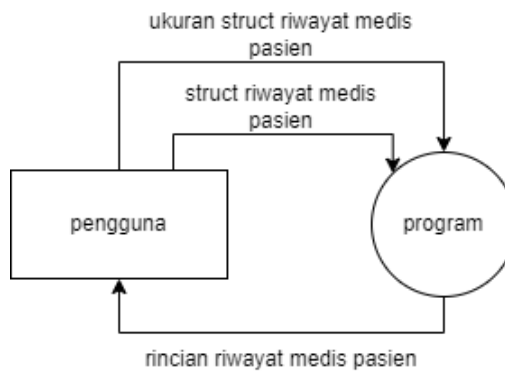 ukuran struct riwayat medis
pasien
struct riwayat medis
pasien
pengguna
program
rincian riwayat medis pasien